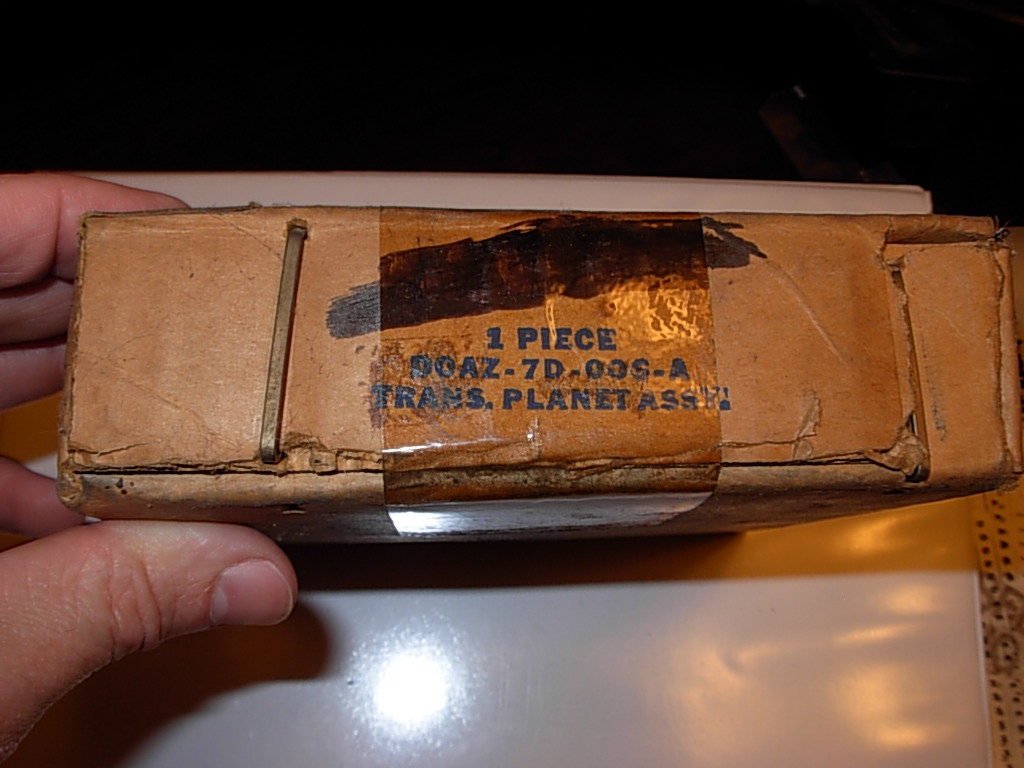 1 PIECE
DOAZ-7D-006-A
TRANS. PLANET ASSY.